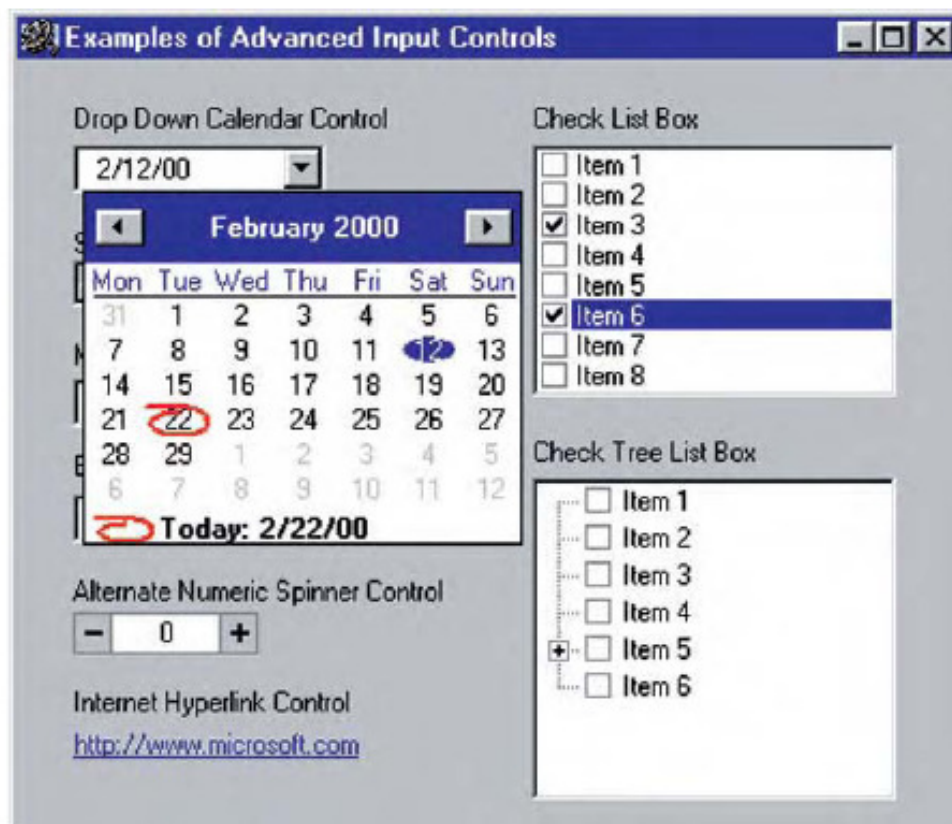 Examples of Advanced Input Controls
Drop Down Calendar Control
2/12/00
February 2000
Mon Tue Wed Thu Fri Sat Sun
31 1 2 3 4 5 6
7 8 9 10 11 12 13
14 15 16 17 18 19 20
21 22 23 24 25 26 27
28 29 1 2 3 4 5
6 7 8 9 10 11 12
Today: 2/22/00
Alternate Numeric Spinner Control
- 0 +
Internet Hyperlink Control
http://www.microsoft.com
Check List Box
Item 1
Item 2
Item 3
Item 4
Item 5
Item 6
Item 7
Item 8
Check Tree List Box
Item 1
Item 2
Item 3
Item 4
Item 5
Item 6